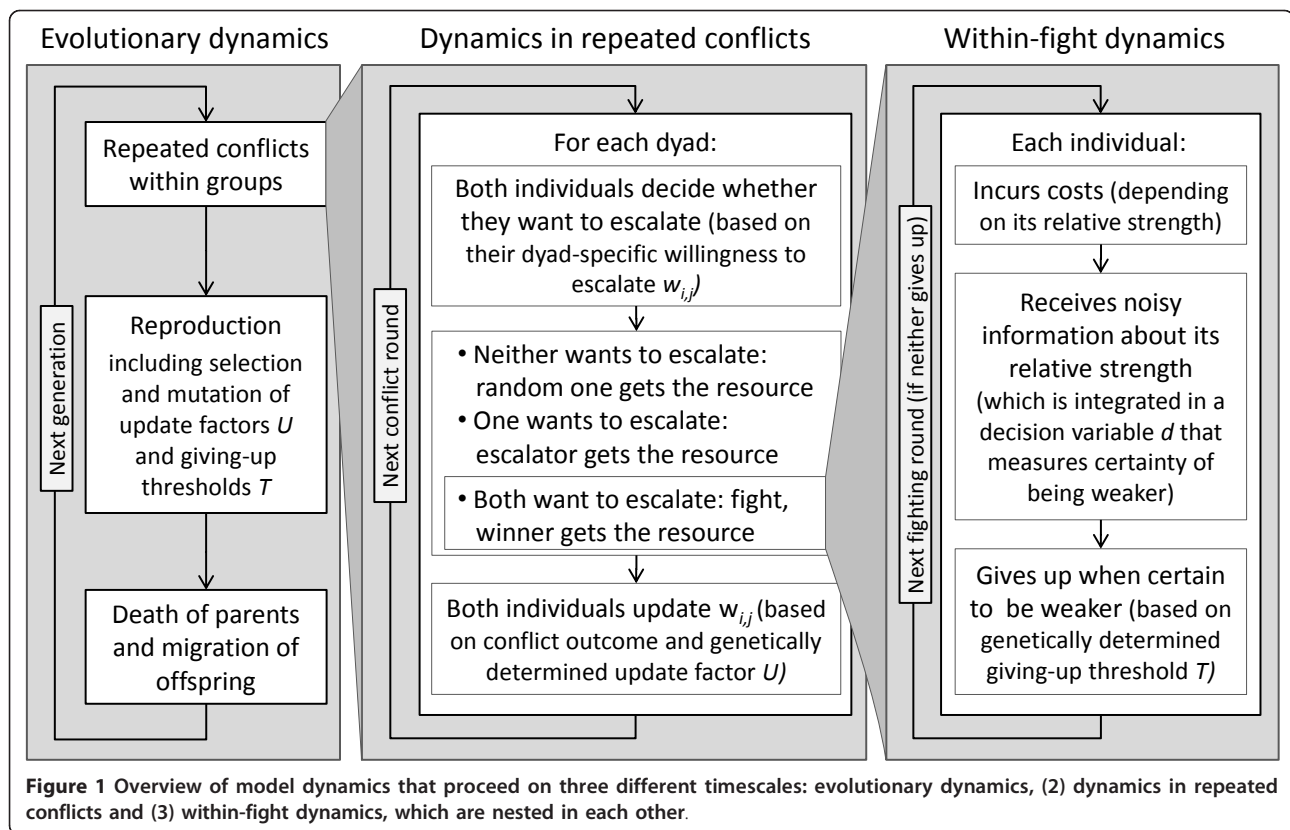 Evolutionary dynamics
Next generation
Repeated conflicts
within groups
Reproduction
including selection
and mutation of
update factors U
and giving-up
thresholds T
Death of parents
and migration of
offspring
Dynamics in repeated conflicts
Next conflict round
For each dyad:
Both individuals decide whether
they want to escalate (based on
their dyad-specific willingness to
escalate w_{i,j})
• Neither wants to escalate:
random one gets the resource
• One wants to escalate:
escalator gets the resource
• Both want to escalate: fight,
winner gets the resource
Both individuals update w_{i,j} (based
on conflict outcome and genetically
determined update factor U)
Within-fight dynamics
Next fighting round (if neither gives up)
Each individual:
Incurs costs (depending
on its relative strength)
Receives noisy
information about its
relative strength
(which is integrated in a
decision variable d that
measures certainty of
being weaker)
Gives up when certain
to be weaker (based on
genetically determined
giving-up threshold T)
Figure 1 Overview of model dynamics that proceed on three different timescales: evolutionary dynamics, (2) dynamics in repeated
conflicts and (3) within-fight dynamics, which are nested in each other.